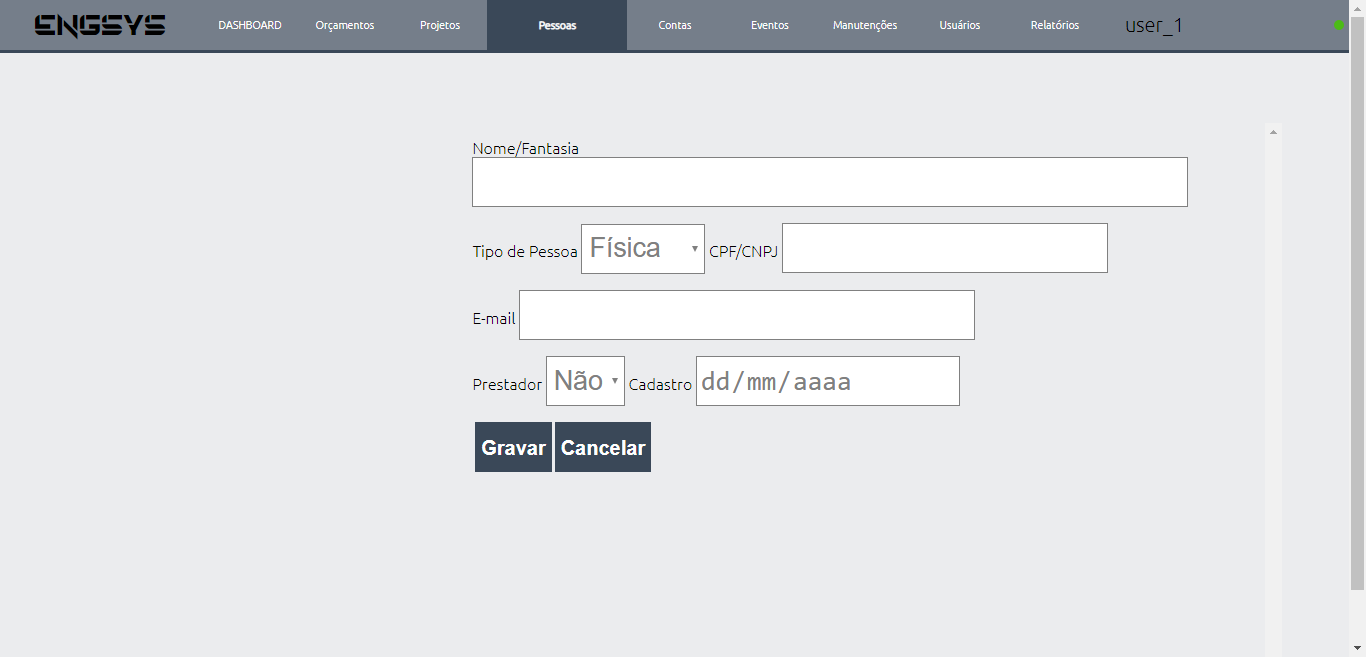 ENGSYS DASHBOARD Orçamentos Projetos Pessoas Contas Eventos Manutenções Usuários Relatórios user_1
Nome/Fantasia
Tipo de Pessoa Física CPF/CNPJ
E-mail
Prestador Não Cadastro dd/mm/aaaa
Gravar Cancelar